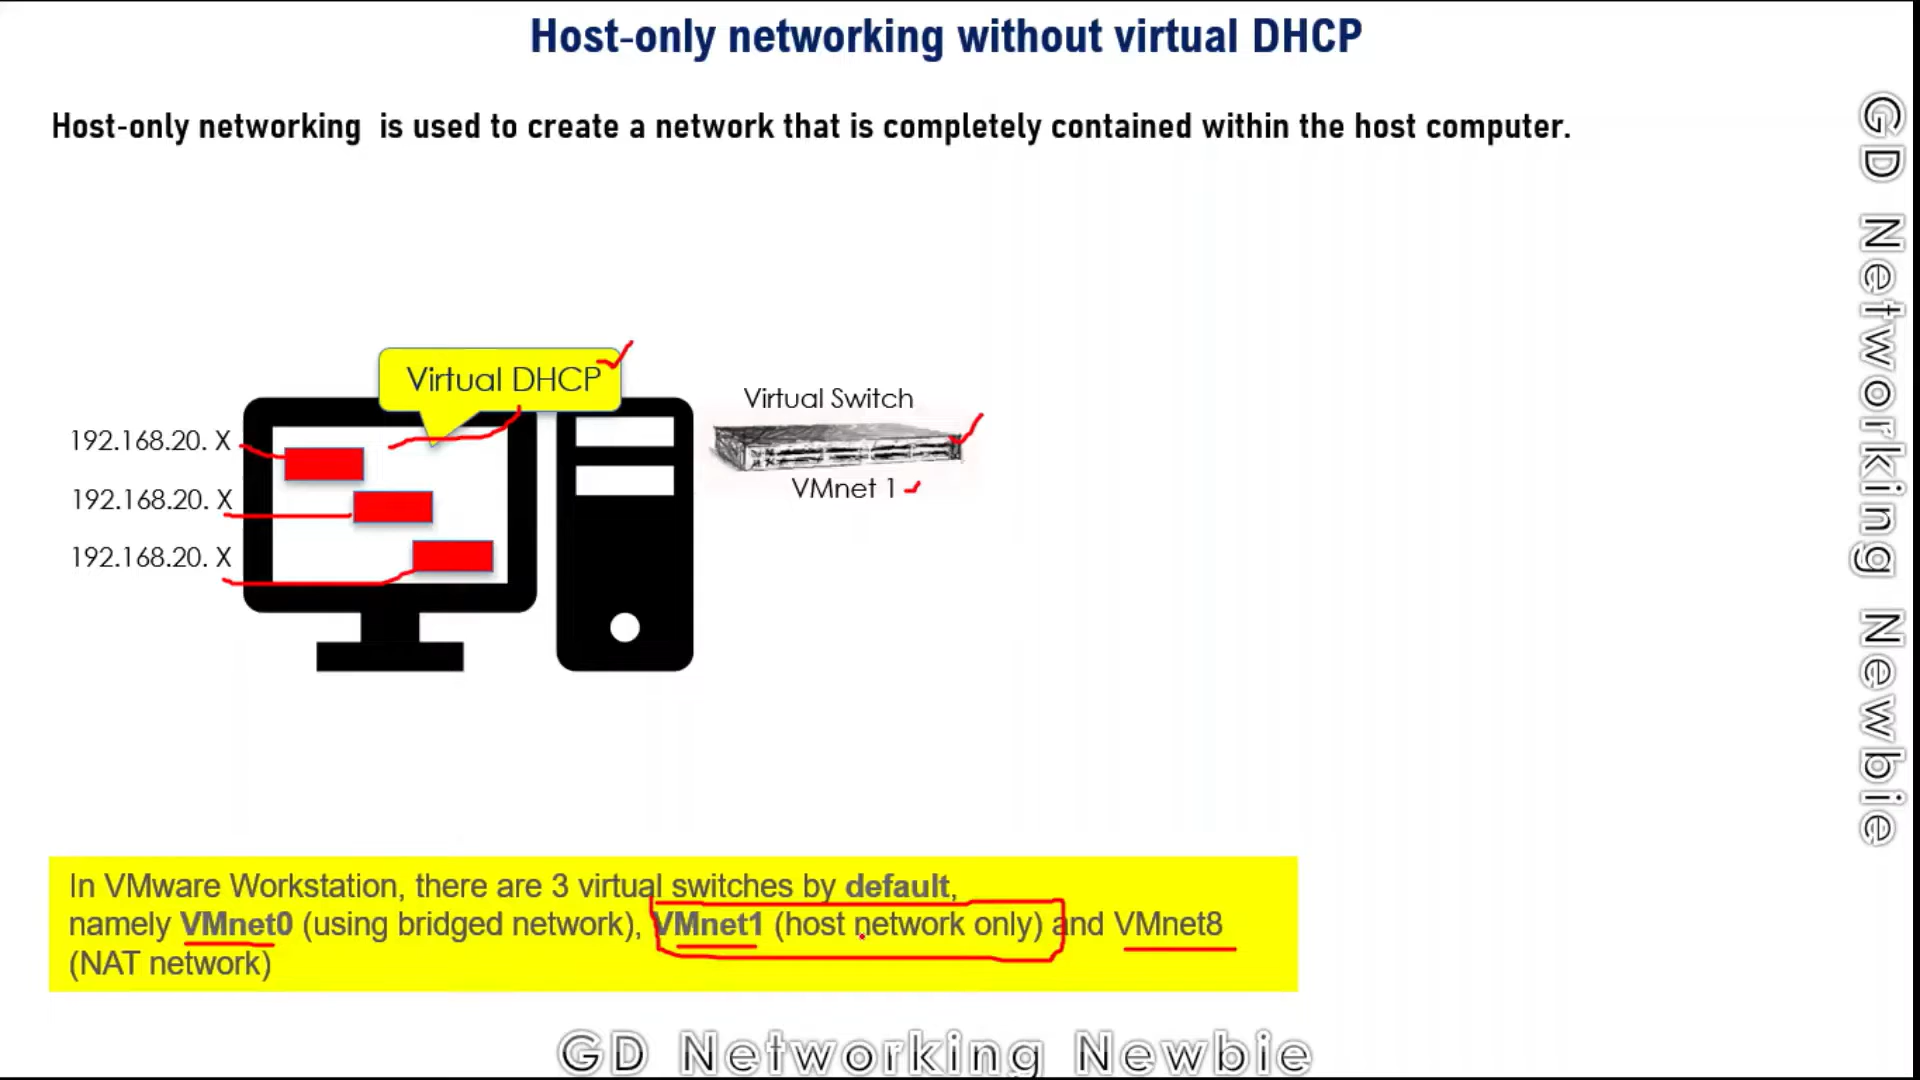 Host-only networking without virtual DHCP
Host-only networking is used to create a network that is completely contained within the host computer.
Virtual DHCP
Virtual Switch
192.168.20. X
192.168.20. X
VMnet 1
192.168.20. X
In VMware Workstation, there are 3 virtual switches by default,
namely VMnet0 (using bridged network), VMnet1 (host network only) and VMnet8
(NAT network)
GD Networking Newbie
GD Networking Newbie